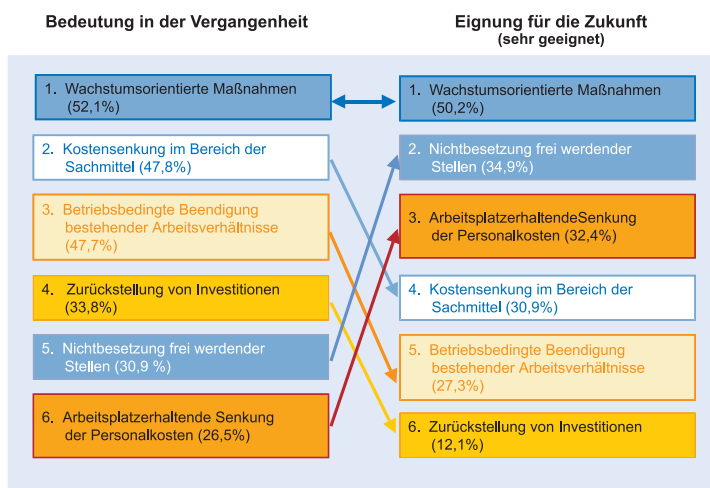 Bedeutung in der Vergangenheit
1. Wachstumsorientierte Maßnahmen
(52,1%)
2. Kostensenkung im Bereich der
Sachmittel (47,8%)
3. Betriebsbedingte Beendigung
bestehender Arbeitsverhältnisse
(47,7%)
4. Zurückstellung von Investitionen
(33,8%)
5. Nichtbesetzung frei werdender
Stellen (30,9 %)
6. Arbeitsplatzerhaltende Senkung
der Personalkosten (26,5%)
Eignung für die Zukunft
(sehr geeignet)
1. Wachstumsorientierte Maßnahmen
(50,2%)
2. Nichtbesetzung frei werdender
Stellen (34,9%)
3. ArbeitsplatzerhaltendeSenkung
der Personalkosten (32,4%)
4. Kostensenkung im Bereich der
Sachmittel (30,9%)
5. Betriebsbedingte Beendigung
bestehender Arbeitsverhältnisse
(27,3%)
6. Zurückstellung von Investitionen
(12,1%)